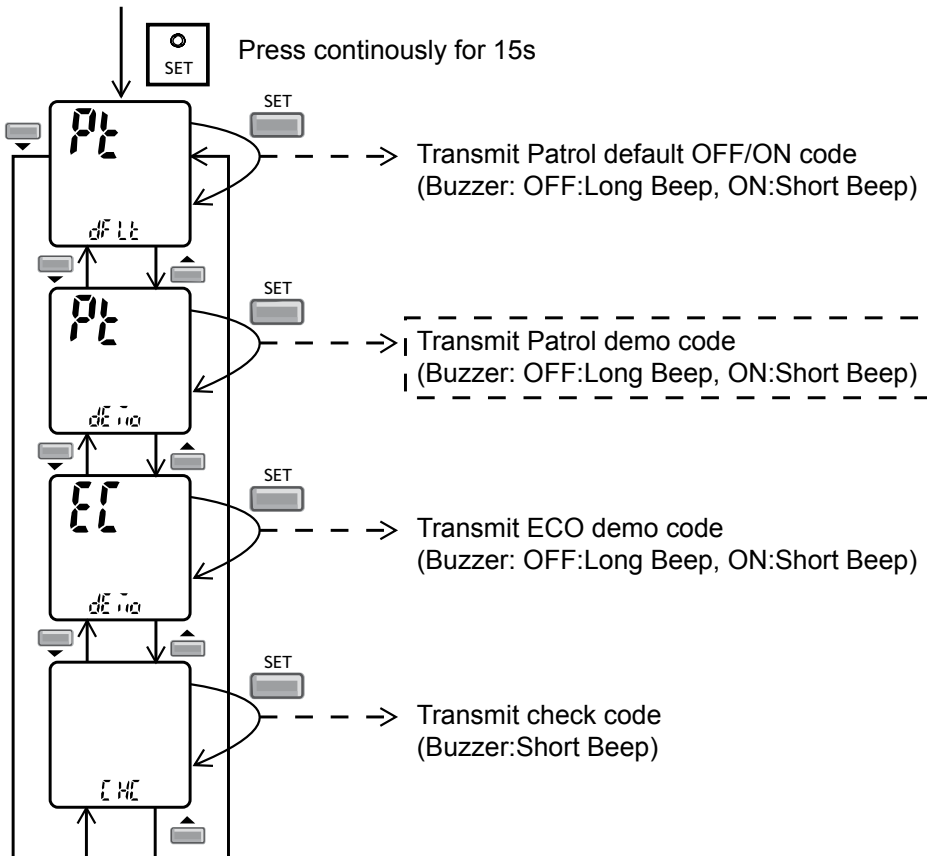 SET
Press continously for 15s
Pt
dFLt
SET
Transmit Patrol default OFF/ON code
(Buzzer: OFF:Long Beep, ON:Short Beep)
Pt
dEmo
SET
Transmit Patrol demo code
(Buzzer: OFF:Long Beep, ON:Short Beep)
EC
dEmo
SET
Transmit ECO demo code
(Buzzer: OFF:Long Beep, ON:Short Beep)
CHC
SET
Transmit check code
(Buzzer:Short Beep)